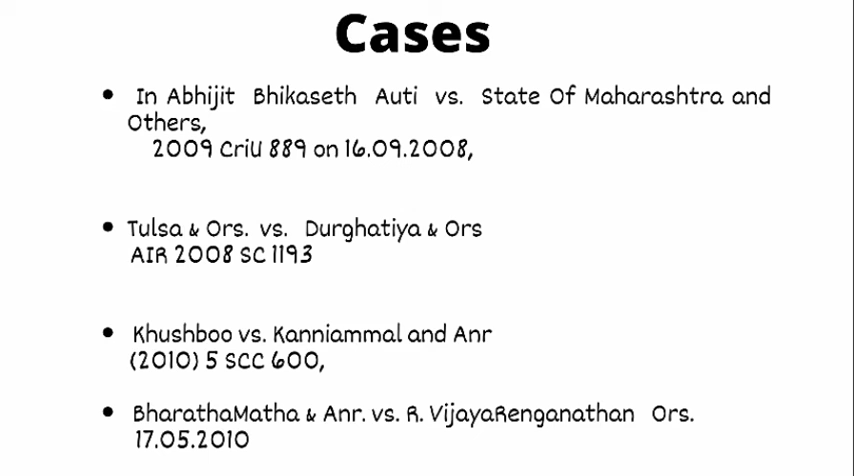 Cases
• In Abhijit Bhikaseth Auti vs. State Of Maharashtra and
Others,
2009 CriU 889 on 16.09.2008,
• Tulsa & Ors. vs. Durghatiya & Ors
AIR 2008 SC 1193
• Khushboo vs. Kanniammal and Anr
(2010) 5 SCC 600,
• BharathaMatha & Anr. vs. R. VijayaRenganathan Ors.
17.05.2010